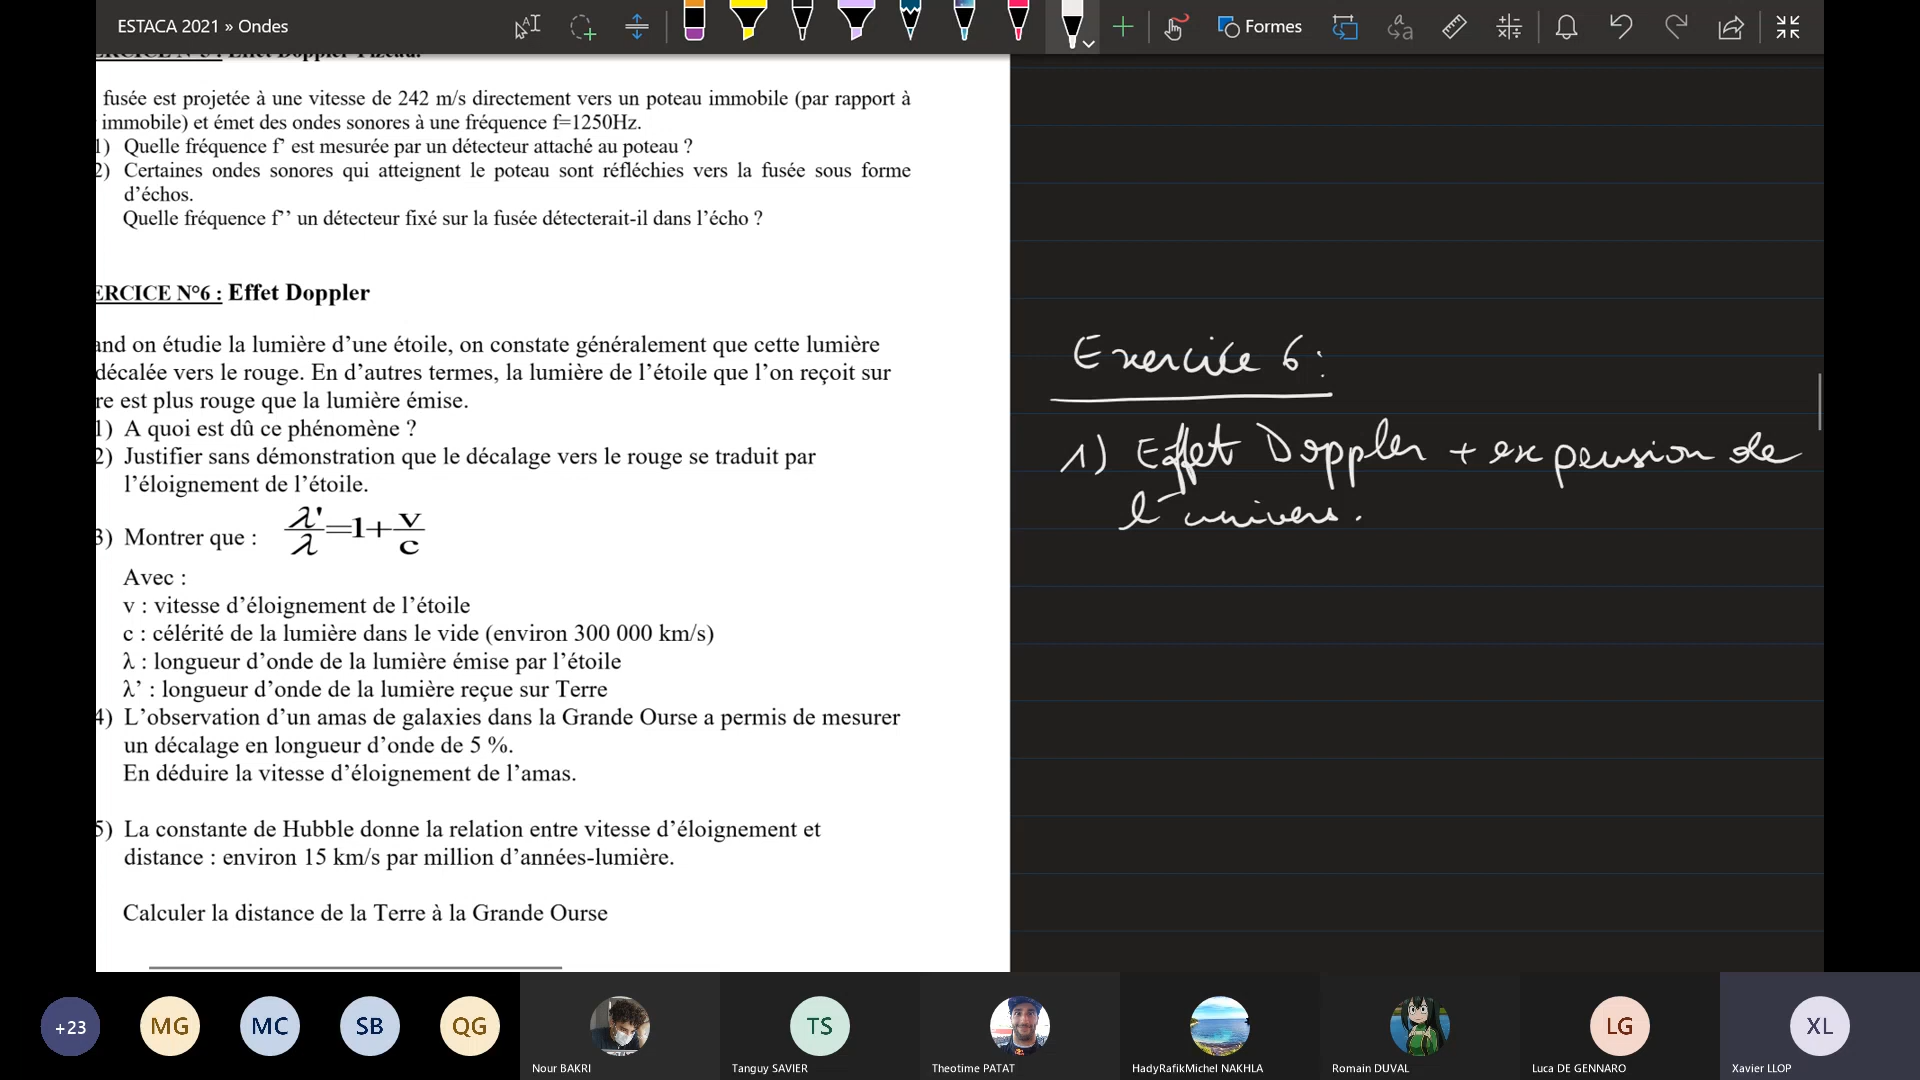 ESTACA 2021 » Ondes
Formes
ERCICE N°5 : Effet Doppler-Fizeau.
fusée est projetée à une vitesse de 242 m/s directement vers un poteau immobile (par rapport à
immobile) et émet des ondes sonores à une fréquence f=1250Hz.
1) Quelle fréquence f' est mesurée par un détecteur attaché au poteau ?
2) Certaines ondes sonores qui atteignent le poteau sont réfléchies vers la fusée sous forme
d'échos.
Quelle fréquence f'' un détecteur fixé sur la fusée détecterait-il dans l'écho ?
ERCICE N°6 : Effet Doppler
and on étudie la lumière d'une étoile, on constate généralement que cette lumière
décalée vers le rouge. En d'autres termes, la lumière de l'étoile que l'on reçoit sur
re est plus rouge que la lumière émise.
1) A quoi est dû ce phénomène ?
2) Justifier sans démonstration que le décalage vers le rouge se traduit par
l'éloignement de l'étoile.
3) Montrer que : λ'/λ=1+v/c
Avec :
v : vitesse d'éloignement de l'étoile
c : célérité de la lumière dans le vide (environ 300 000 km/s)
λ : longueur d'onde de la lumière émise par l'étoile
λ' : longueur d'onde de la lumière reçue sur Terre
4) L'observation d'un amas de galaxies dans la Grande Ourse a permis de mesurer
un décalage en longueur d'onde de 5 %.
En déduire la vitesse d'éloignement de l'amas.
5) La constante de Hubble donne la relation entre vitesse d'éloignement et
distance : environ 15 km/s par million d'années-lumière.
Calculer la distance de la Terre à la Grande Ourse
Exercice 6 :
1) Effet Doppler + expension de
l'univers.
+23
MG
MC
SB
QG
TS
LG
XL
Nour BAKRI
Tanguy SAVIER
Theotime PATAT
HadyRafikMichel NAKHLA
Romain DUVAL
Luca DE GENNARO
Xavier LLOP